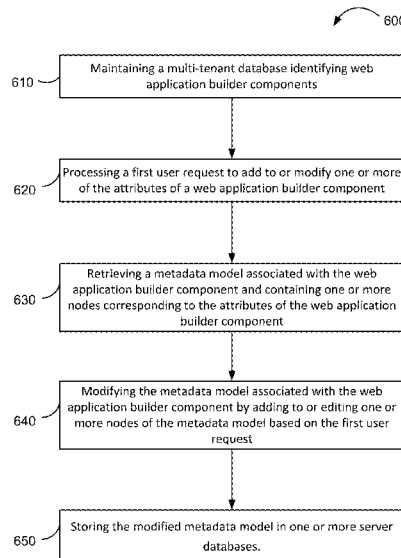 600
610
Maintaining a multi-tenant database identifying web
application builder components
620
Processing a first user request to add to or modify one or more
of the attributes of a web application builder component
630
Retrieving a metadata model associated with the web
application builder component and containing one or more
nodes corresponding to the attributes of the web application
builder component
640
Modifying the metadata model associated with the web
application builder component by adding to or editing one or
more nodes of the metadata model based on the first user
request
650
Storing the modified metadata model in one or more server
databases.